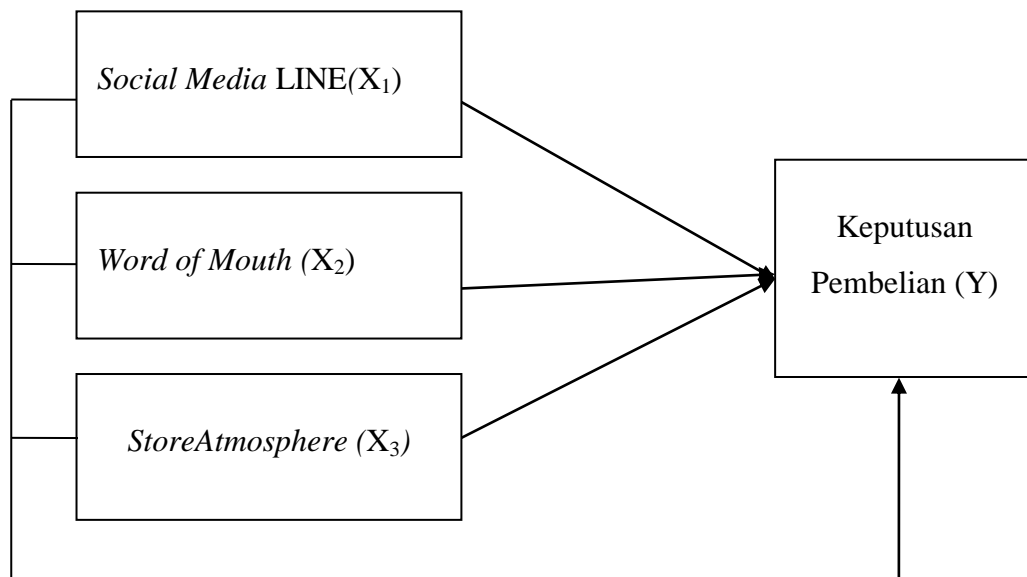 Social Media LINE(X₁)
Word of Mouth (X₂)
StoreAtmosphere (X₃)
Keputusan
Pembelian (Y)